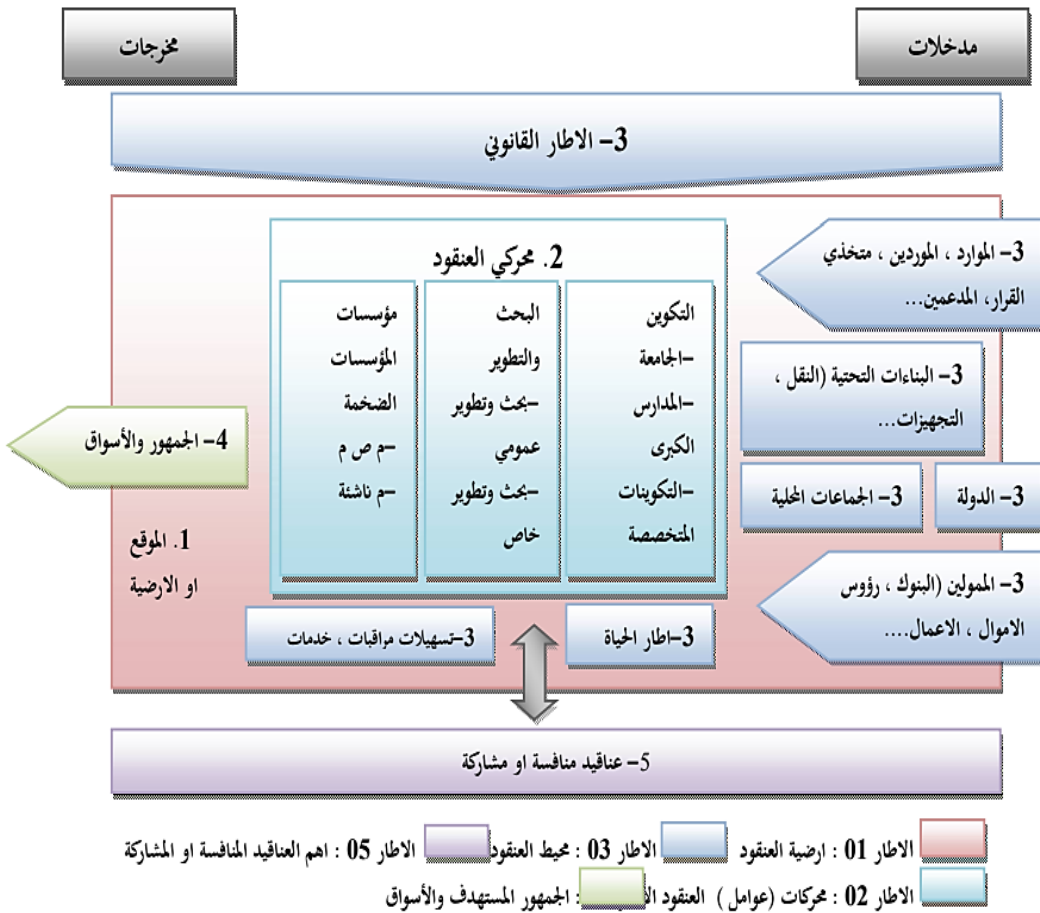 مدخلات
مخرجات
3- الاطار القانوني
3- الموارد ، الموردين ، متخذي
القرار، المدعمين...
2. محركي العنقود
التكوين
-الجامعة
-المدارس
الكبرى
-التكوينات
المتخصصة
البحث
والتطوير
-بحث وتطوير
عمومي
-بحث وتطوير
خاص
مؤسسات
المؤسسات
الضخمة
-م ص م
-م ناشئة
3- البناءات التحتية (النقل ،
التجهيزات...
3- الدولة
3- الجماعات المحلية
4- الجمهور والأسواق
1. الموقع
او الارضية
3- الممولين (البنوك ، رؤوس
الاموال ، الاعمال....
3-اطار الحياة
3-تسهيلات مراقبات ، خدمات
5- عناقيد منافسة او مشاركة
الاطار 01 : ارضية العنقود
الاطار 03 : محيط العنقود
الاطار 05 : اهم العناقيد المنافسة او المشاركة
الاطار 02 : محركات (عوامل ) العنقود
: الجمهور المستهدف والأسواق